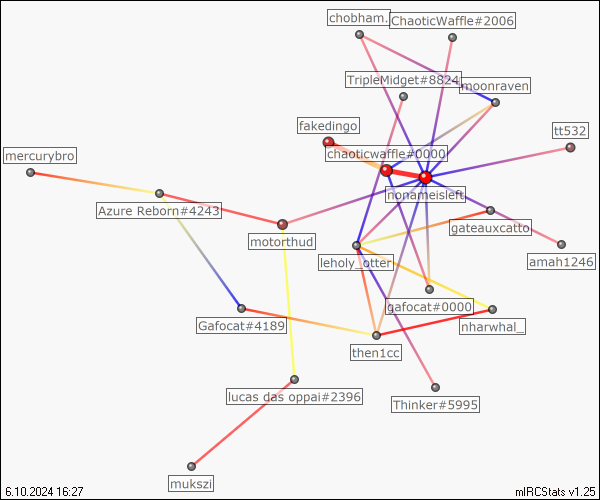 chobham.
ChaoticWaffle#2006
TripleMidget#8824
moonraven
fakedingo
tt532
chaoticwaffle#0000
mercurybro
nonameisleft
Azure Reborn#4243
gateauxcatto
motorthud
leholy_otter
amah1246
gafocat#0000
Gafocat#4189
nharwhal_
then1cc
lucas das oppai#2396
Thinker#5995
mukszi
6.10.2024 16:27
mIRCStats v1.25